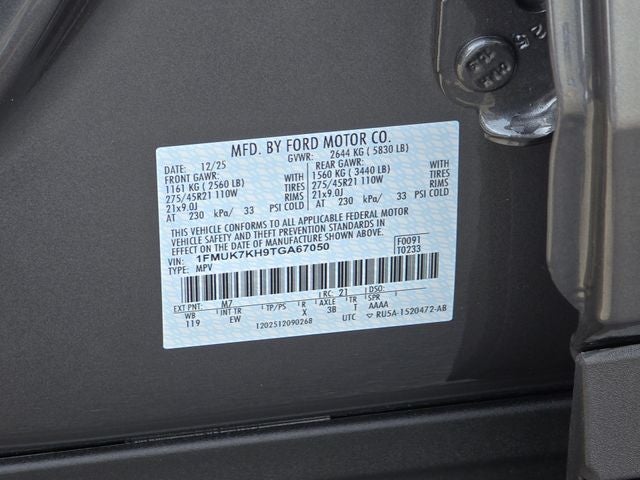 MFD. BY FORD MOTOR CO.
DATE: 12/25 GVWR: 2644 KG ( 5830 LB)
FRONT GAWR: REAR GAWR:
1161 KG ( 2560 LB) WITH 1560 KG ( 3440 LB) WITH
275/45R21 110W TIRES 275/45R21 110W TIRES
21x9.0J RIMS 21x9.0J RIMS
AT 230 kPa/ 33 PSI COLD AT 230 kPa/ 33 PSI COLD
THIS VEHICLE CONFORMS TO ALL APPLICABLE FEDERAL MOTOR
VEHICLE SAFETY AND THEFT PREVENTION STANDARDS IN
EFFECT ON THE DATE OF MANUFACTURE SHOWN ABOVE.
VIN: 1FMUK7KH9TGA67050 F0091
TYPE: MPV T0233
EXT PNT: M7 RC: 21 DSO:
WB INT TR TP/PS R AXLE TR SPR
119 EW X 3B T AAAA
1202512090268 UTC RU5A-1520472-AB